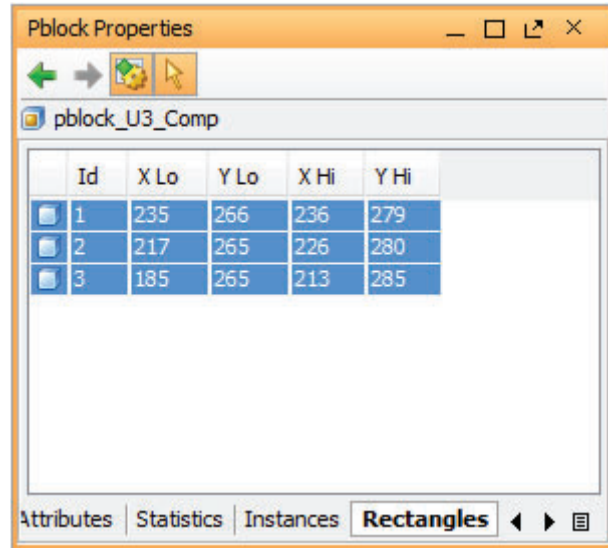 Pblock Properties
pblock_U3_Comp
Id X Lo Y Lo X Hi Y Hi
1 235 266 236 279
2 217 265 226 280
3 185 265 213 285
Attributes Statistics Instances Rectangles